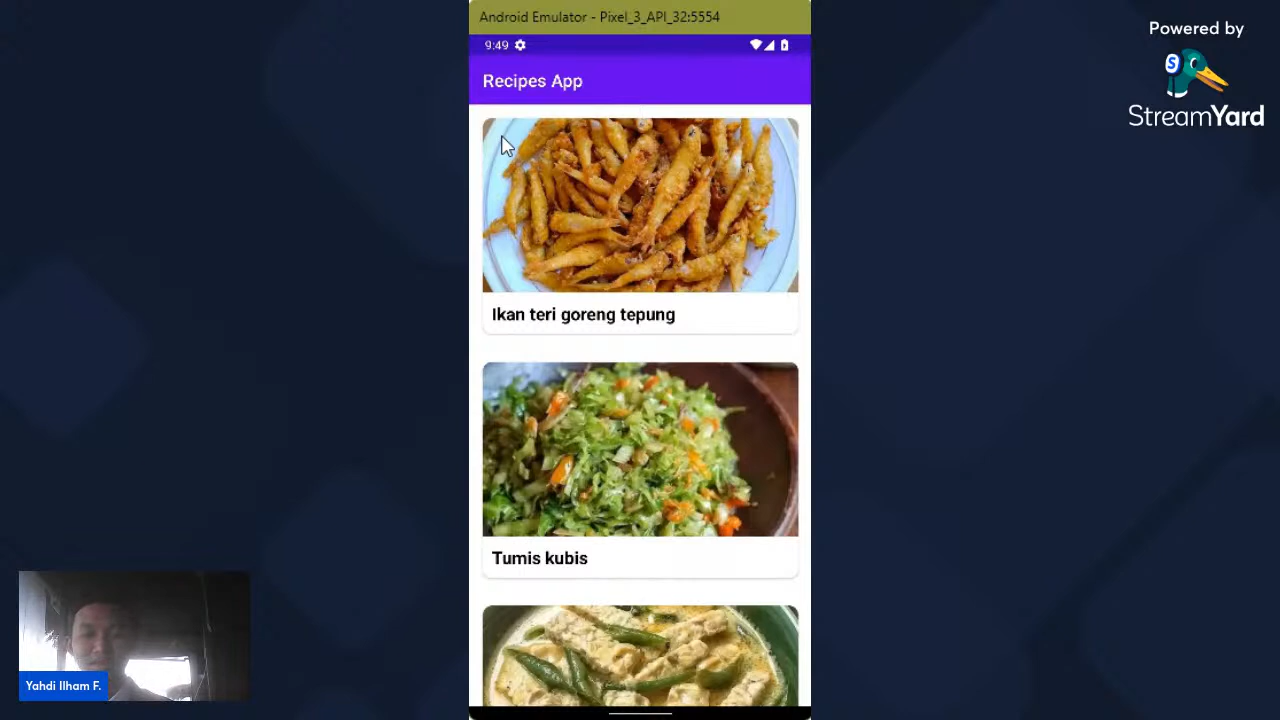 Android Emulator - Pixel_3_API_32:5554
9:49
Recipes App
Ikan teri goreng tepung
Tumis kubis
Powered by
S
StreamYard
Yahdi Ilham F.